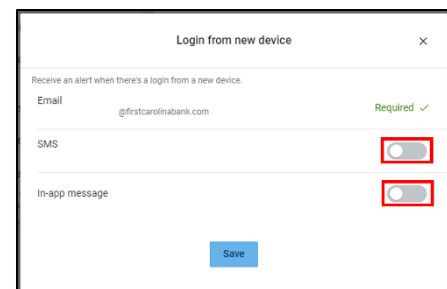 Login from new device
Receive an alert when there's a login from a new device.
Email
@firstcarolinabank.com
Required
SMS
In-app message
Save